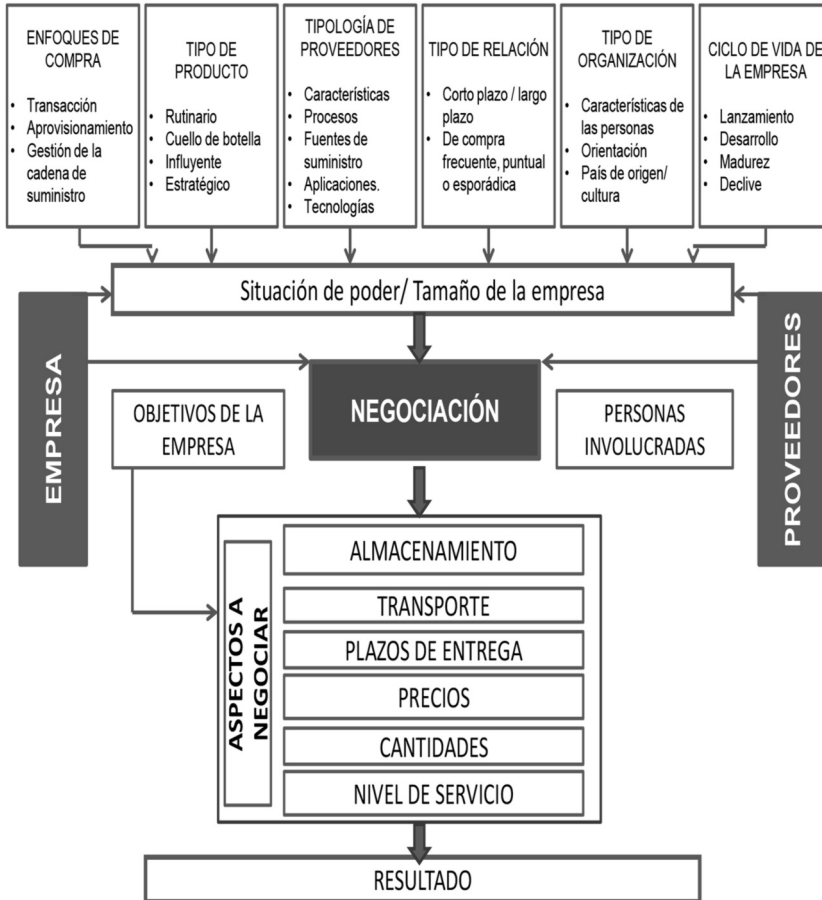 ENFOQUES DE
COMPRA
• Transacción
• Aprovisionamiento
• Gestión de la
cadena de
suministro
TIPO DE
PRODUCTO
• Rutinario
• Cuello de botella
• Influyente
• Estratégico
TIPOLOGÍA DE
PROVEEDORES
• Características
• Procesos
• Fuentes de
suministro
• Aplicaciones.
• Tecnologías
TIPO DE RELACIÓN
• Corto plazo / largo
plazo
• De compra
frecuente, puntual
o esporádica
TIPO DE
ORGANIZACIÓN
• Características de
las personas
• Orientación
• País de origen/
cultura
CICLO DE VIDA DE
LA EMPRESA
• Lanzamiento
• Desarrollo
• Madurez
• Declive
Situación de poder/ Tamaño de la empresa
EMPRESA
PROVEEDORES
NEGOCIACIÓN
OBJETIVOS DE LA
EMPRESA
PERSONAS
INVOLUCRADAS
ASPECTOS A
NEGOCIAR
ALMACENAMIENTO
TRANSPORTE
PLAZOS DE ENTREGA
PRECIOS
CANTIDADES
NIVEL DE SERVICIO
RESULTADO